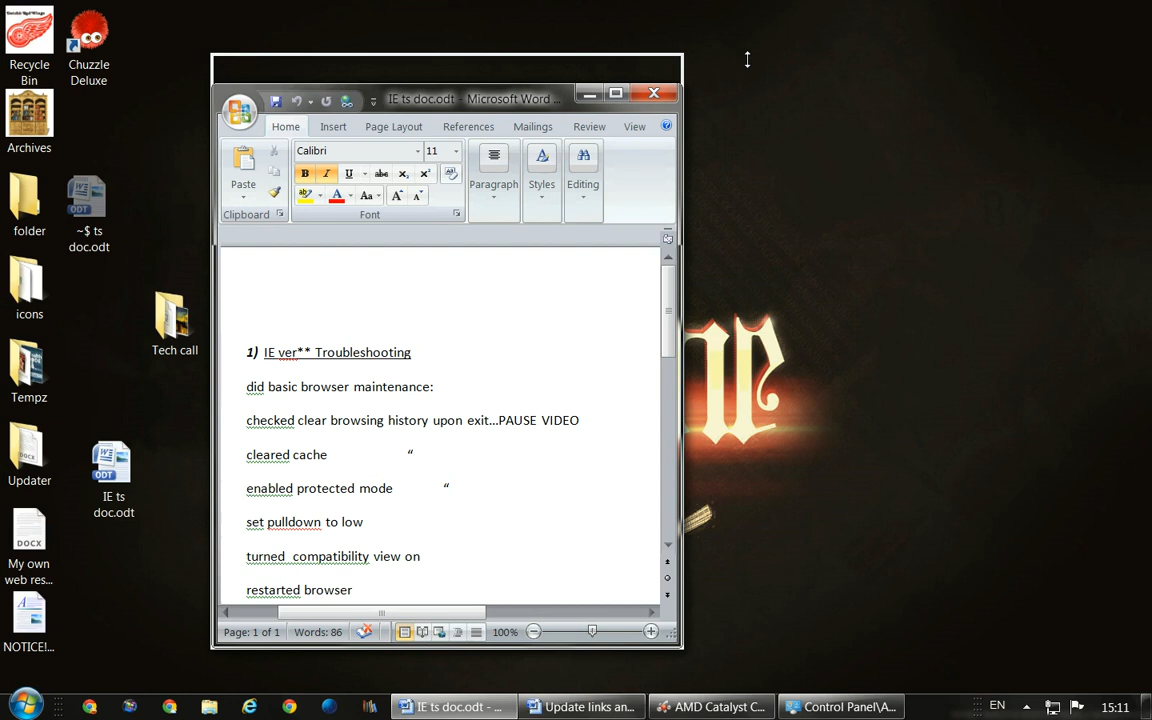 Recycle
Bin
Chuzzle
Deluxe
Archives
folder
~$ ts
doc.odt
icons
Tech call
Tempz
Updater
IE ts
doc.odt
My own
web res...
NOTICE!...
IE ts doc.odt - Microsoft Word ...
Home Insert Page Layout References Mailings Review View
Paste
Clipboard
Calibri 11
B I U abc x₂ x²
ab A Aa A A
Font
Paragraph
Styles
Editing
1) IE ver** Troubleshooting
did basic browser maintenance:
checked clear browsing history upon exit...PAUSE VIDEO
cleared cache “
enabled protected mode “
set pulldown to low
turned compatibility view on
restarted browser
Page: 1 of 1 Words: 86 100%
IE ts doc.odt - ... Update links an... AMD Catalyst C... Control Panel\A... EN 15:11